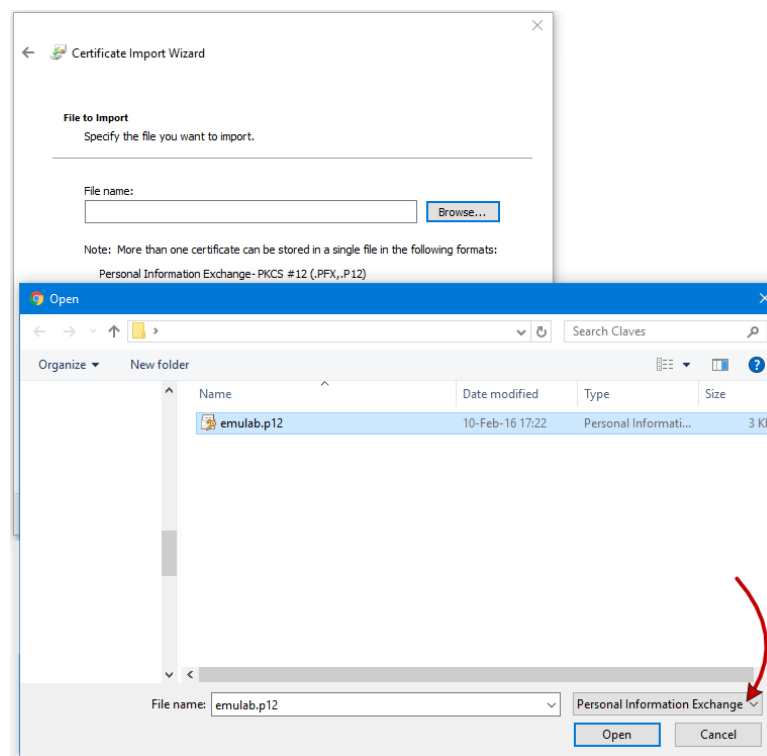 Certificate Import Wizard
File to Import
Specify the file you want to import.
File name:
Browse...
Note: More than one certificate can be stored in a single file in the following formats:
Personal Information Exchange- PKCS #12 (.PFX,.P12)
Open
Search Claves
Organize
New folder
?
Name Date modified Type Size
emulab.p12 10-Feb-16 17:22 Personal Informati... 3
File name: emulab.p12 Personal Information Exchange
Open Cancel